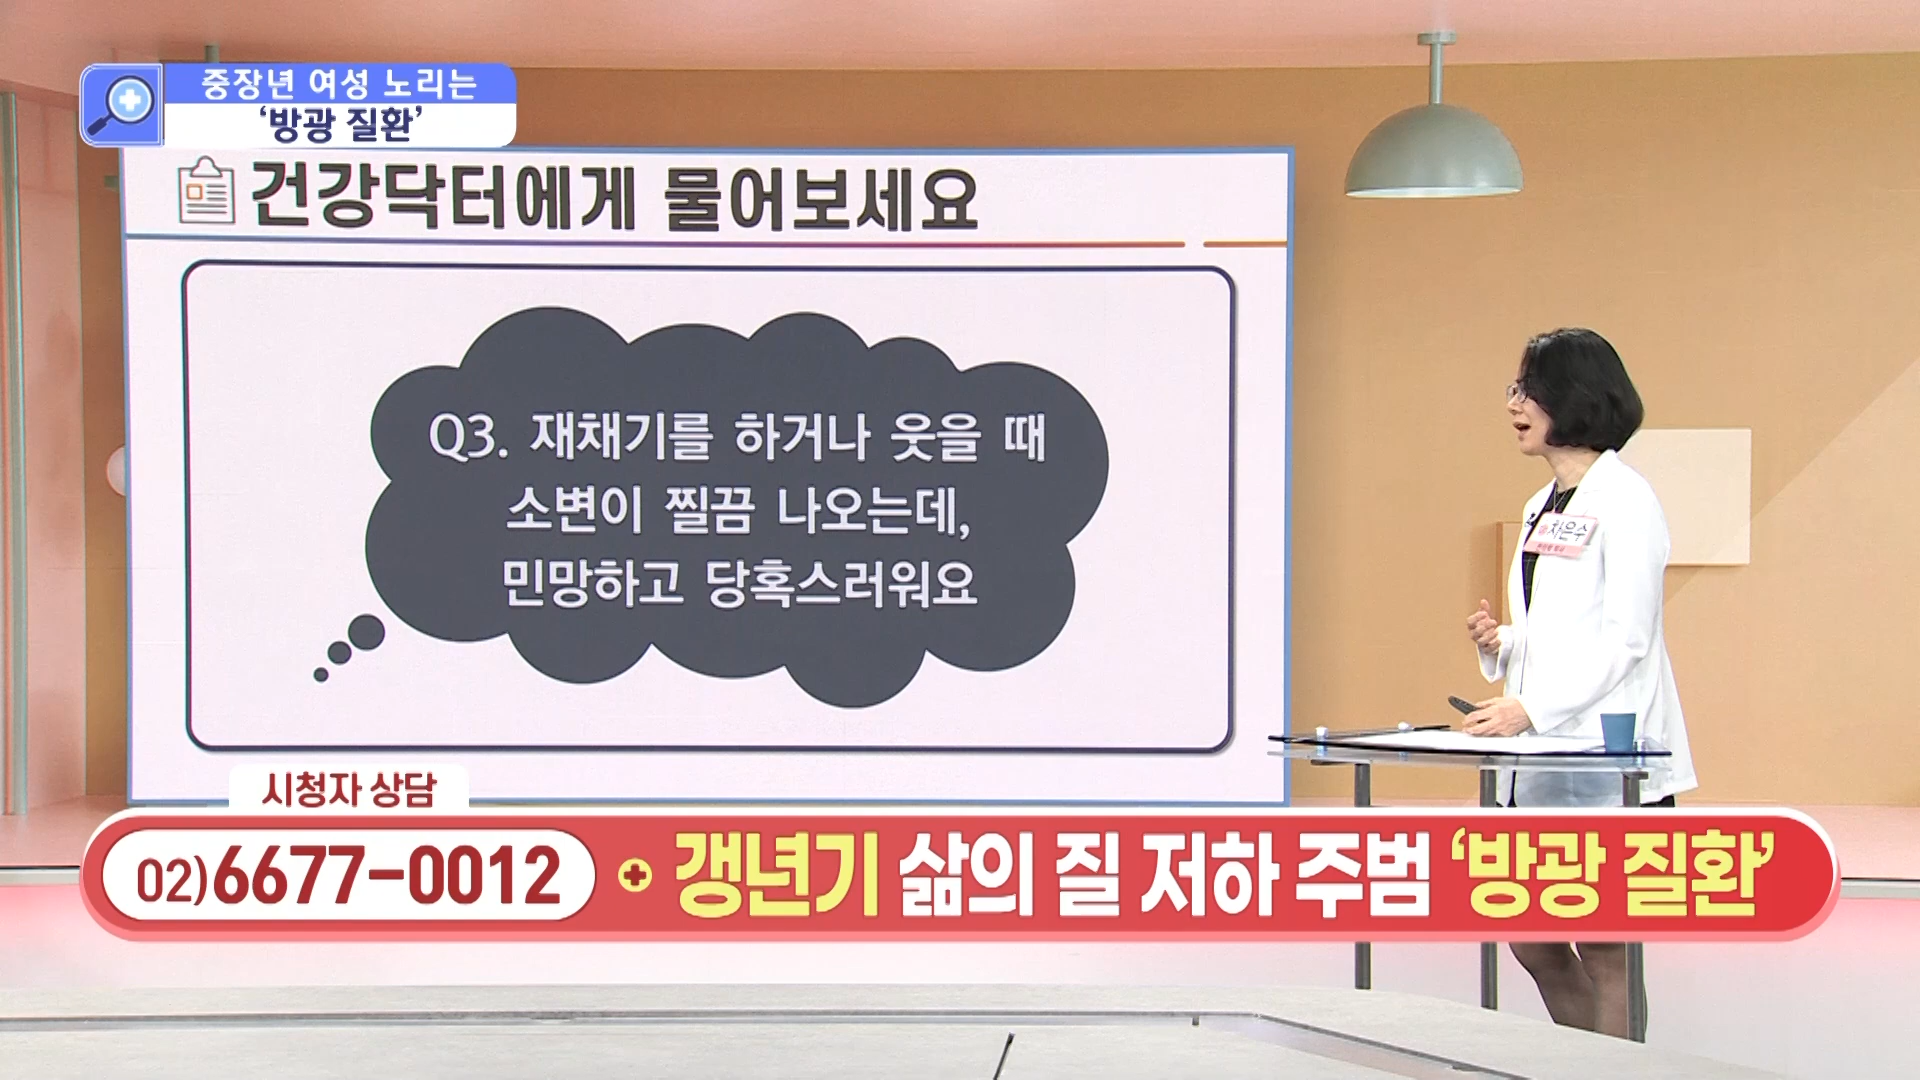 중장년 여성 노리는
‘방광 질환’
건강닥터에게 물어보세요
Q3. 재채기를 하거나 웃을 때
소변이 찔끔 나오는데,
민망하고 당혹스러워요
차은수
시청자 상담
02)6677-0012
갱년기 삶의 질 저하 주범 ‘방광 질환’